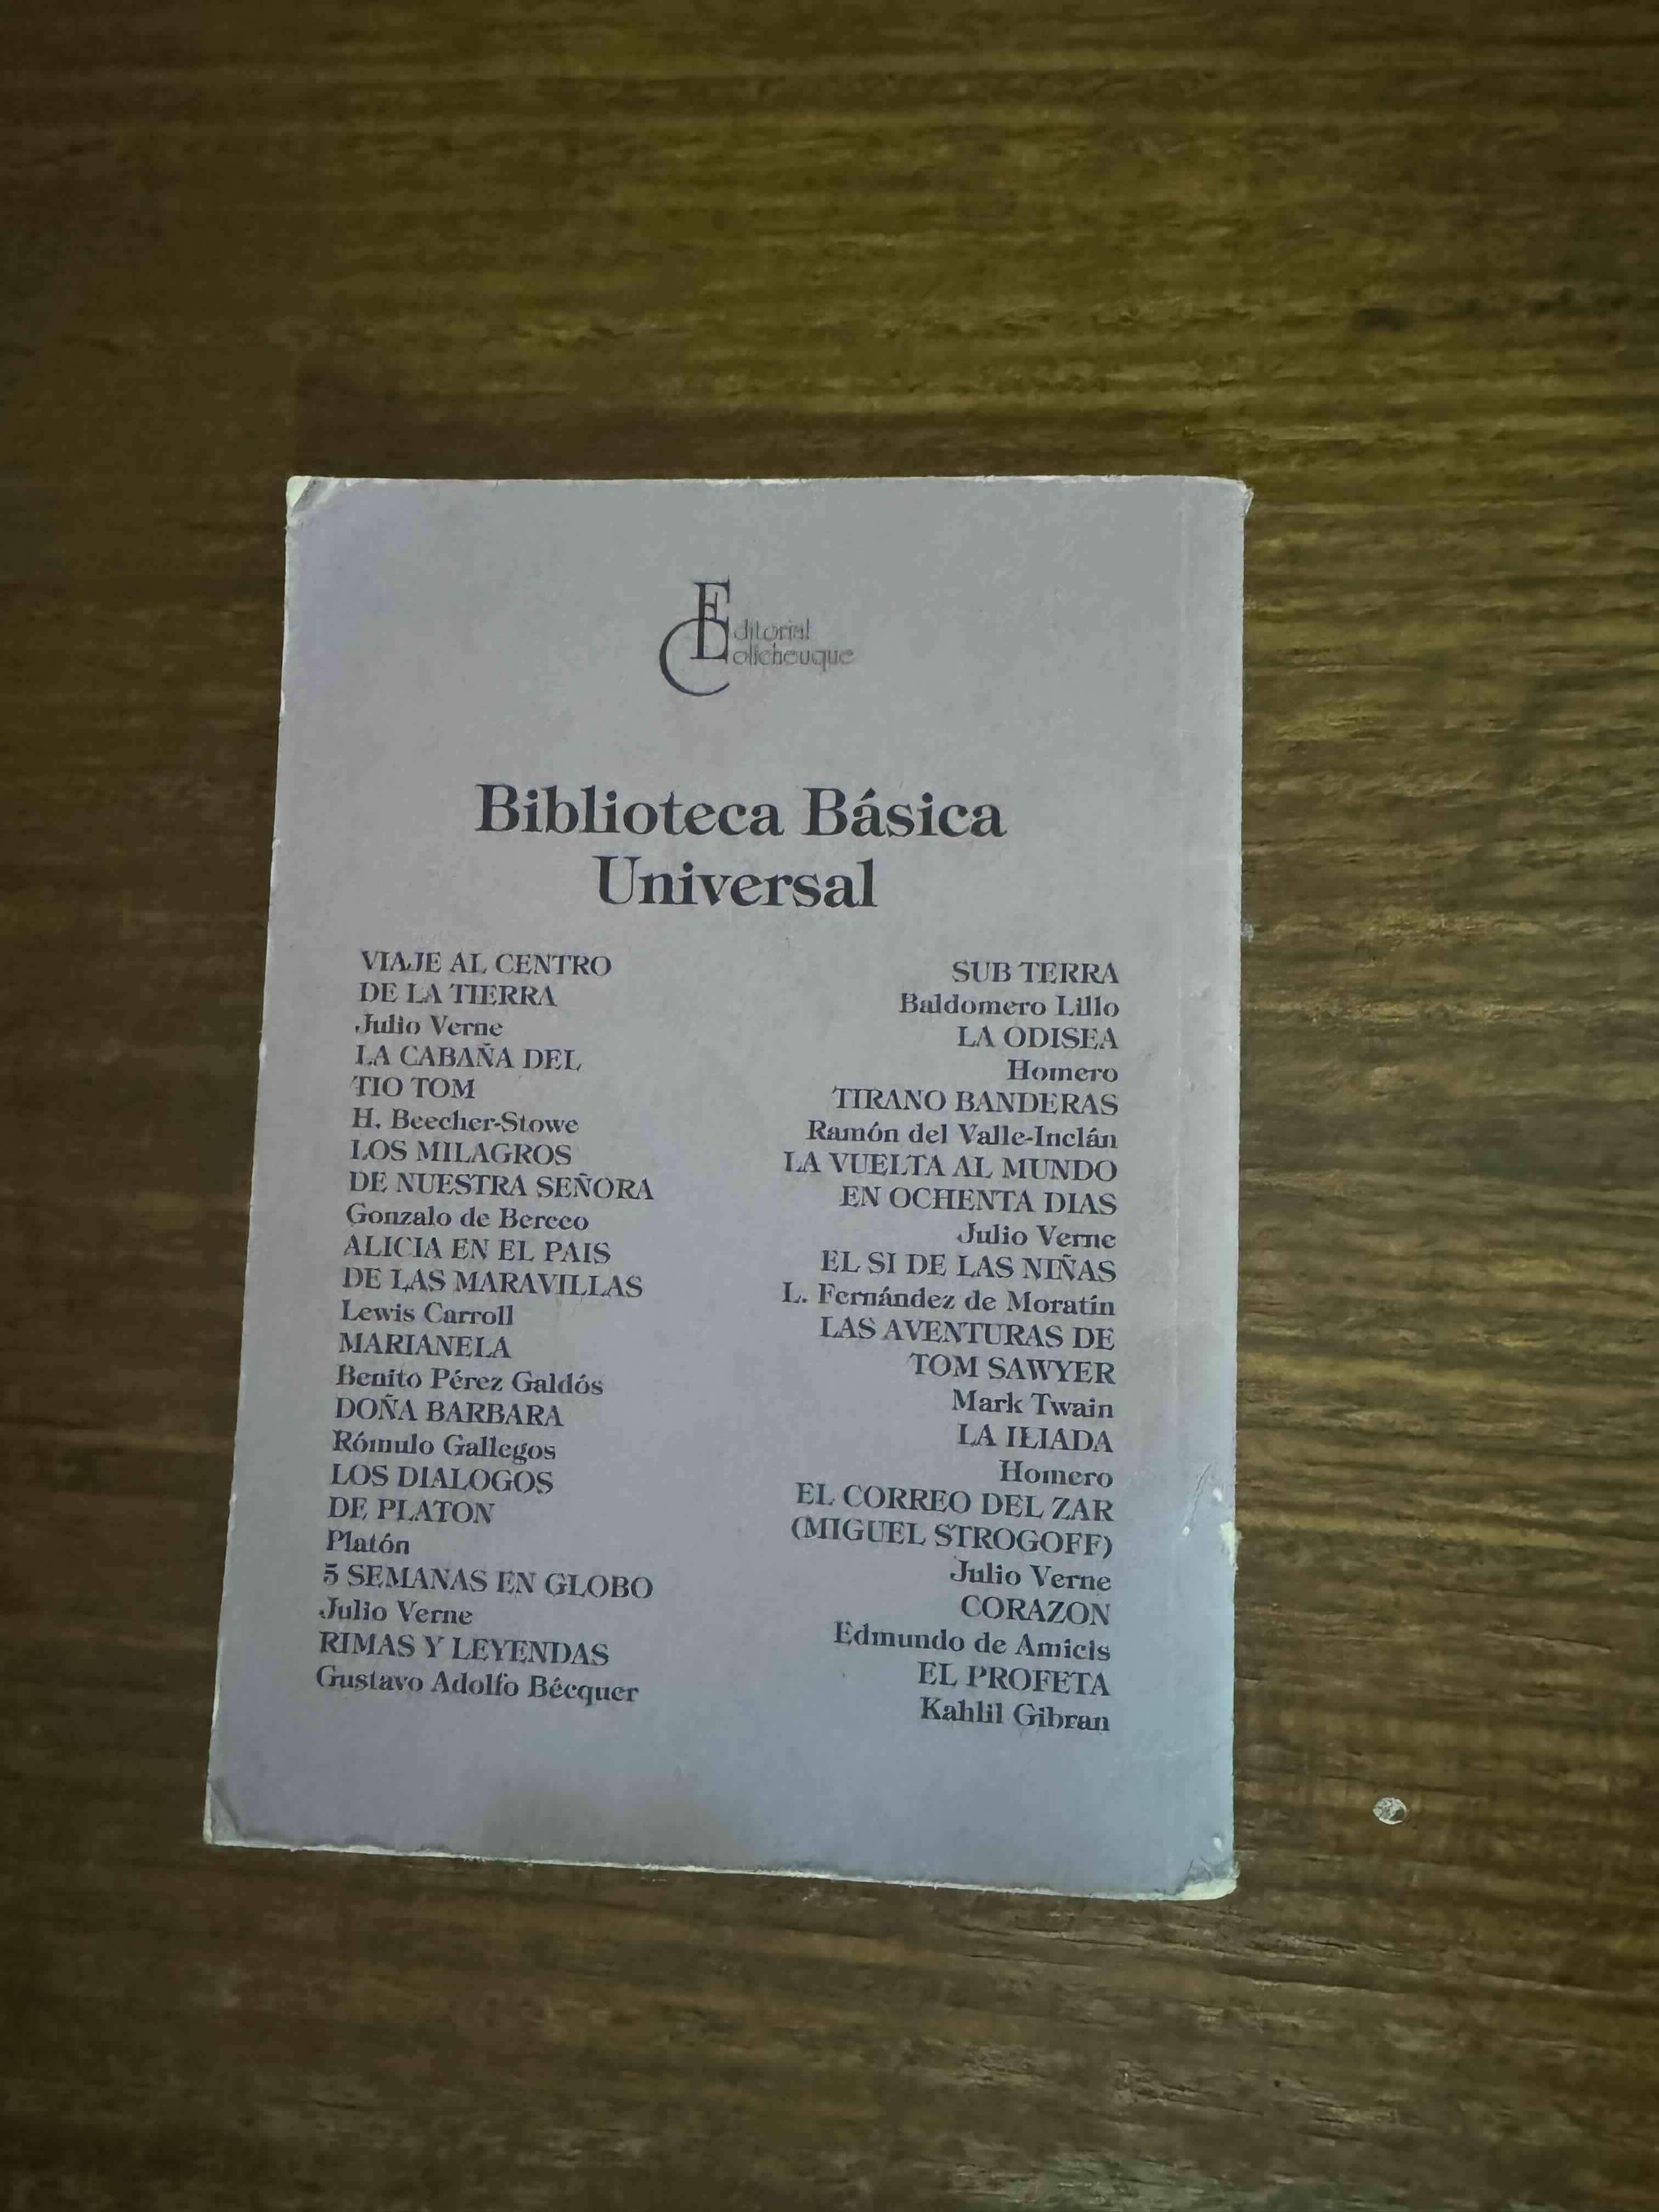 Editorial
Colicheuque
Biblioteca Básica
Universal
VIAJE AL CENTRO
DE LA TIERRA
Julio Verne
LA CABAÑA DEL
TIO TOM
H. Beecher-Stowe
LOS MILAGROS
DE NUESTRA SEÑORA
Gonzalo de Berceo
ALICIA EN EL PAIS
DE LAS MARAVILLAS
Lewis Carroll
MARIANELA
Benito Pérez Galdós
DOÑA BARBARA
Rómulo Gallegos
LOS DIALOGOS
DE PLATON
Platón
5 SEMANAS EN GLOBO
Julio Verne
RIMAS Y LEYENDAS
Gustavo Adolfo Bécquer
SUB TERRA
Baldomero Lillo
LA ODISEA
Homero
TIRANO BANDERAS
Ramón del Valle-Inclán
LA VUELTA AL MUNDO
EN OCHENTA DIAS
Julio Verne
EL SI DE LAS NIÑAS
L. Fernández de Moratín
LAS AVENTURAS DE
TOM SAWYER
Mark Twain
LA ILIADA
Homero
EL CORREO DEL ZAR
(MIGUEL STROGOFF)
Julio Verne
CORAZON
Edmundo de Amicis
EL PROFETA
Kahlil Gibran